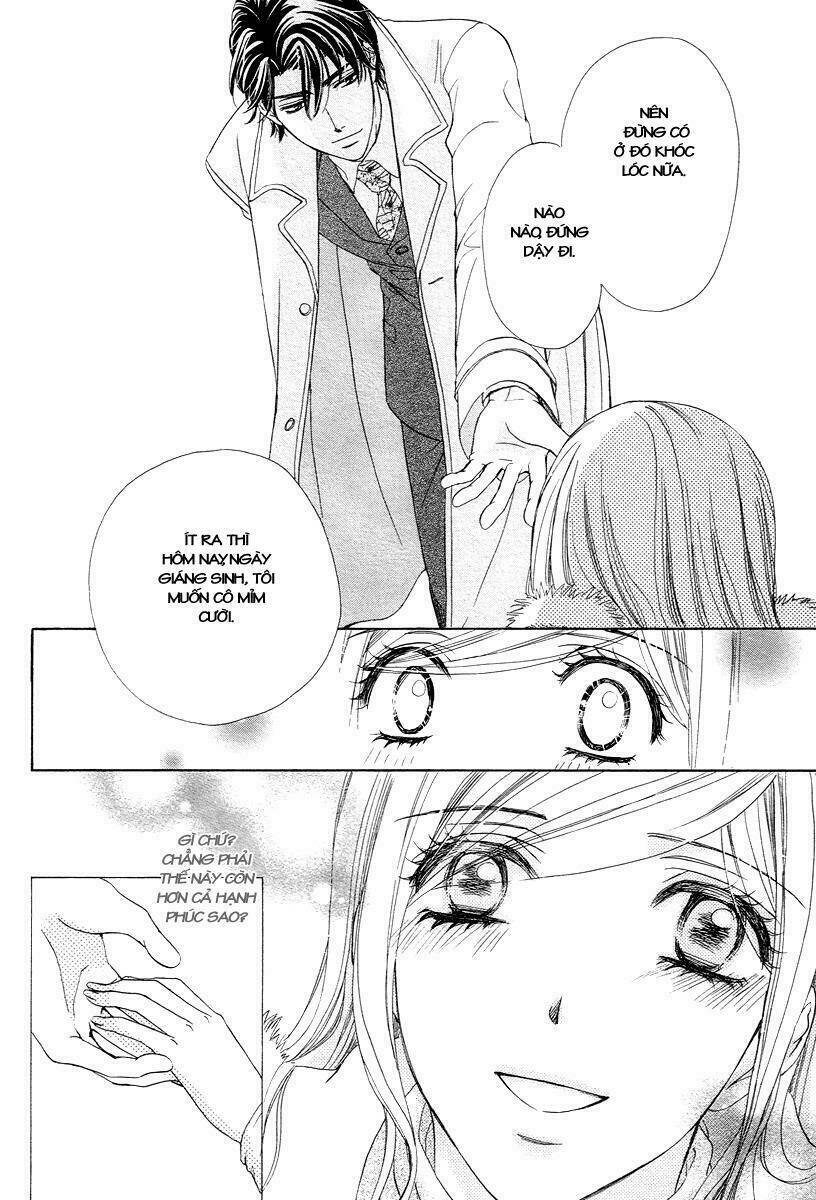 NÊN
ĐỪNG CÓ
Ở ĐÓ KHÓC
LÓC NỮA.
NÀO
NÀO, ĐỨNG
DẬY ĐI.
ÍT RA THÌ
HÔM NAY, NGÀY
GIÁNG SINH, TÔI
MUỐN CÔ MỈM
CƯỜI.
GÌ CHỨ?
CHẲNG PHẢI
THẾ NÀY CÒN
HƠN CẢ HẠNH
PHÚC SAO?